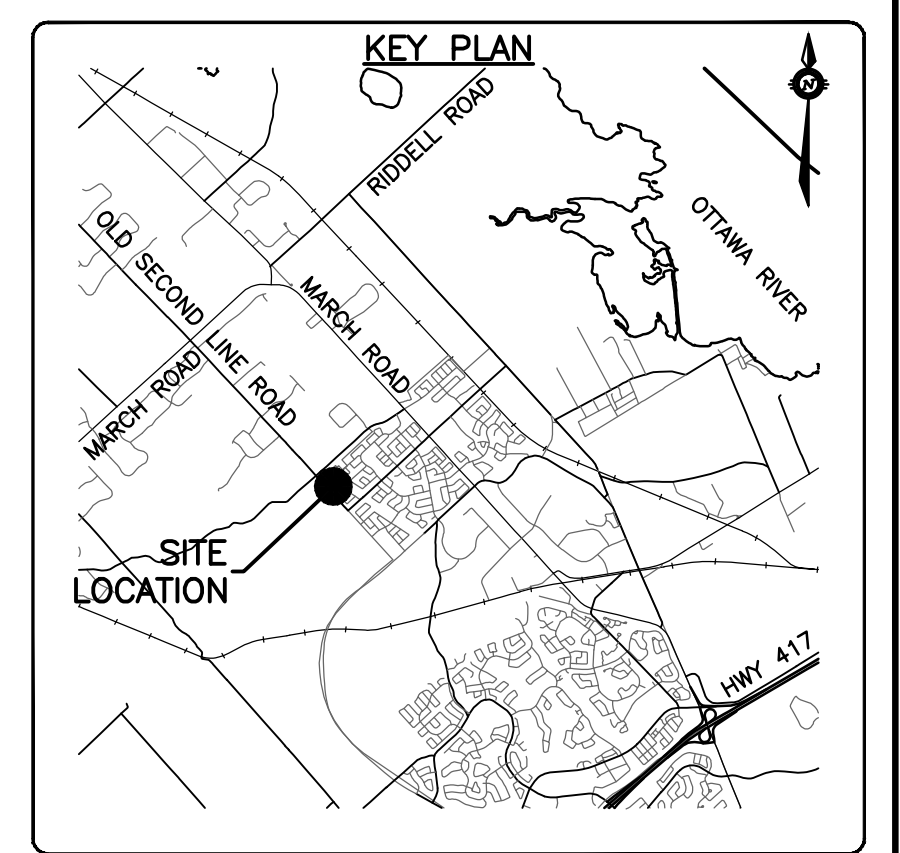 KEY PLAN
N
RIDDELL ROAD
OTTAWA RIVER
OLD SECOND LINE ROAD
MARCH ROAD
MARCH ROAD
SITE
LOCATION
HWY 417